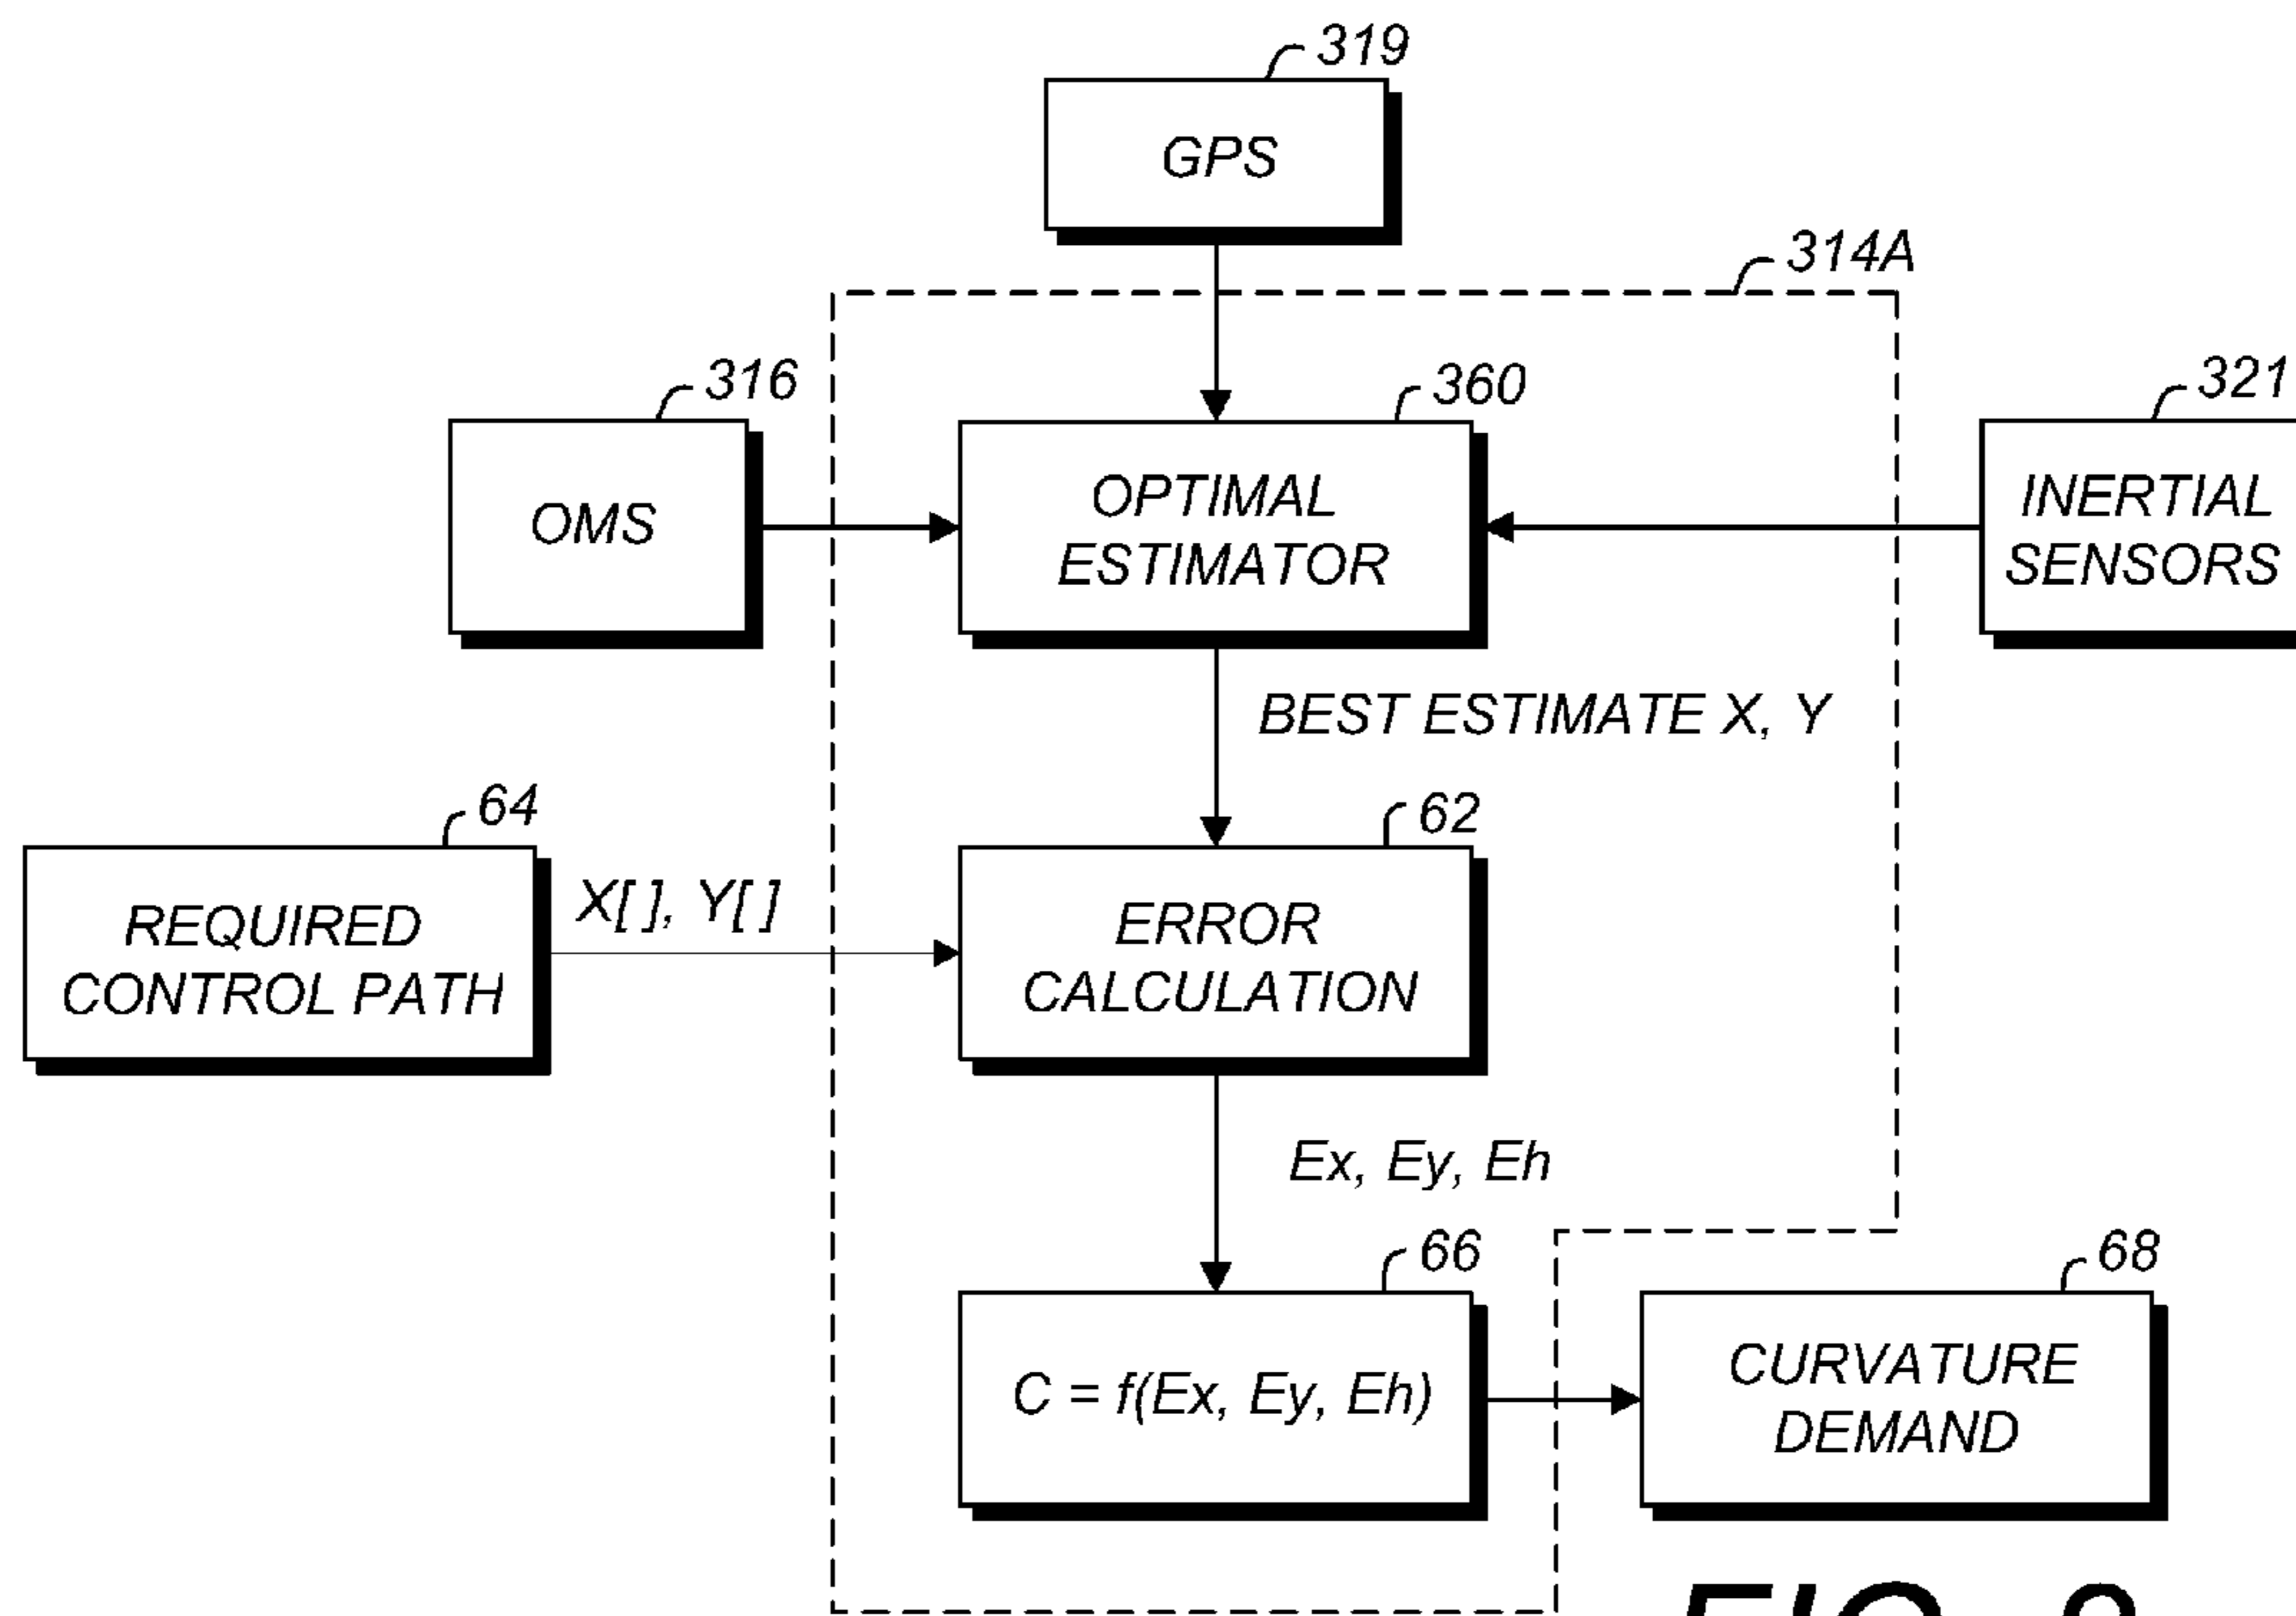 319
GPS
314A
316
360
321
OMS
OPTIMAL
ESTIMATOR
INERTIAL
SENSORS
BEST ESTIMATE X, Y
64
62
REQUIRED
CONTROL PATH
X[ ], Y[ ]
ERROR
CALCULATION
Ex, Ey, Eh
66
68
C = f(Ex, Ey, Eh)
CURVATURE
DEMAND